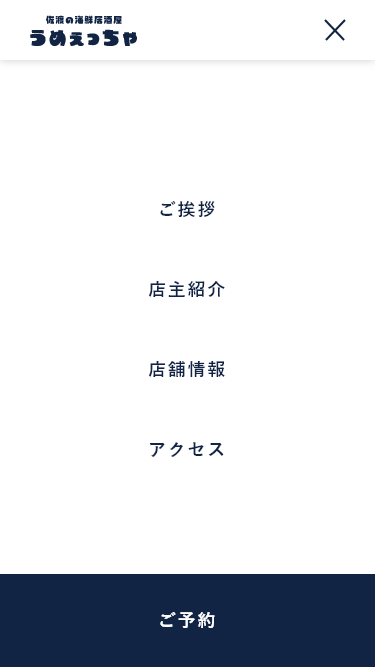 佐渡の海鮮居酒屋
うめぇっちゃ
ご挨拶
店主紹介
店舗情報
アクセス
ご予約